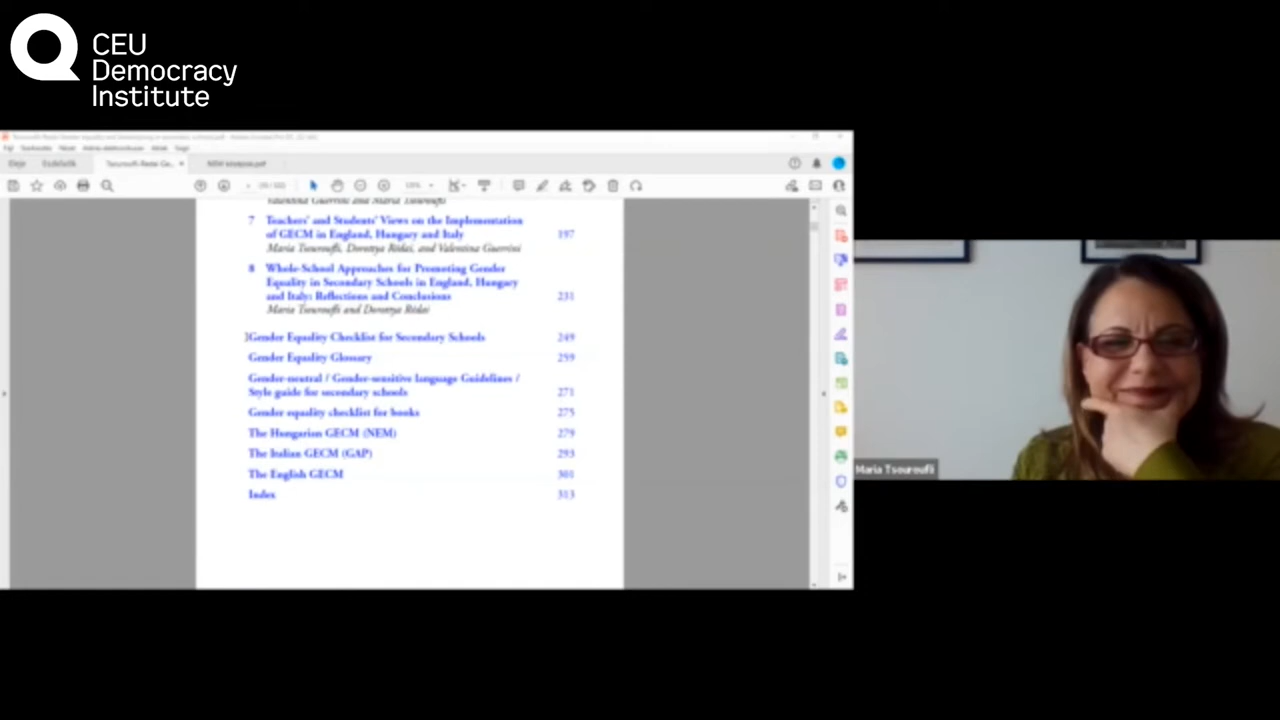 CEU
Democracy
Institute
Valentina Guerrini and Maria Tsouroufli
7 Teachers' and Students' Views on the Implementation
of GECM in England, Hungary and Italy 197
Maria Tsouroufli, Dorottya Rédai, and Valentina Guerrini
8 Whole-School Approaches for Promoting Gender
Equality in Secondary Schools in England, Hungary
and Italy: Reflections and Conclusions 231
Maria Tsouroufli and Dorottya Rédai
Gender Equality Checklist for Secondary Schools 249
Gender Equality Glossary 259
Gender-neutral / Gender-sensitive language Guidelines /
Style guide for secondary schools 271
Gender equality checklist for books 275
The Hungarian GECM (NEM) 279
The Italian GECM (GAP) 293
The English GECM 301
Index 313
Maria Tsouroufli